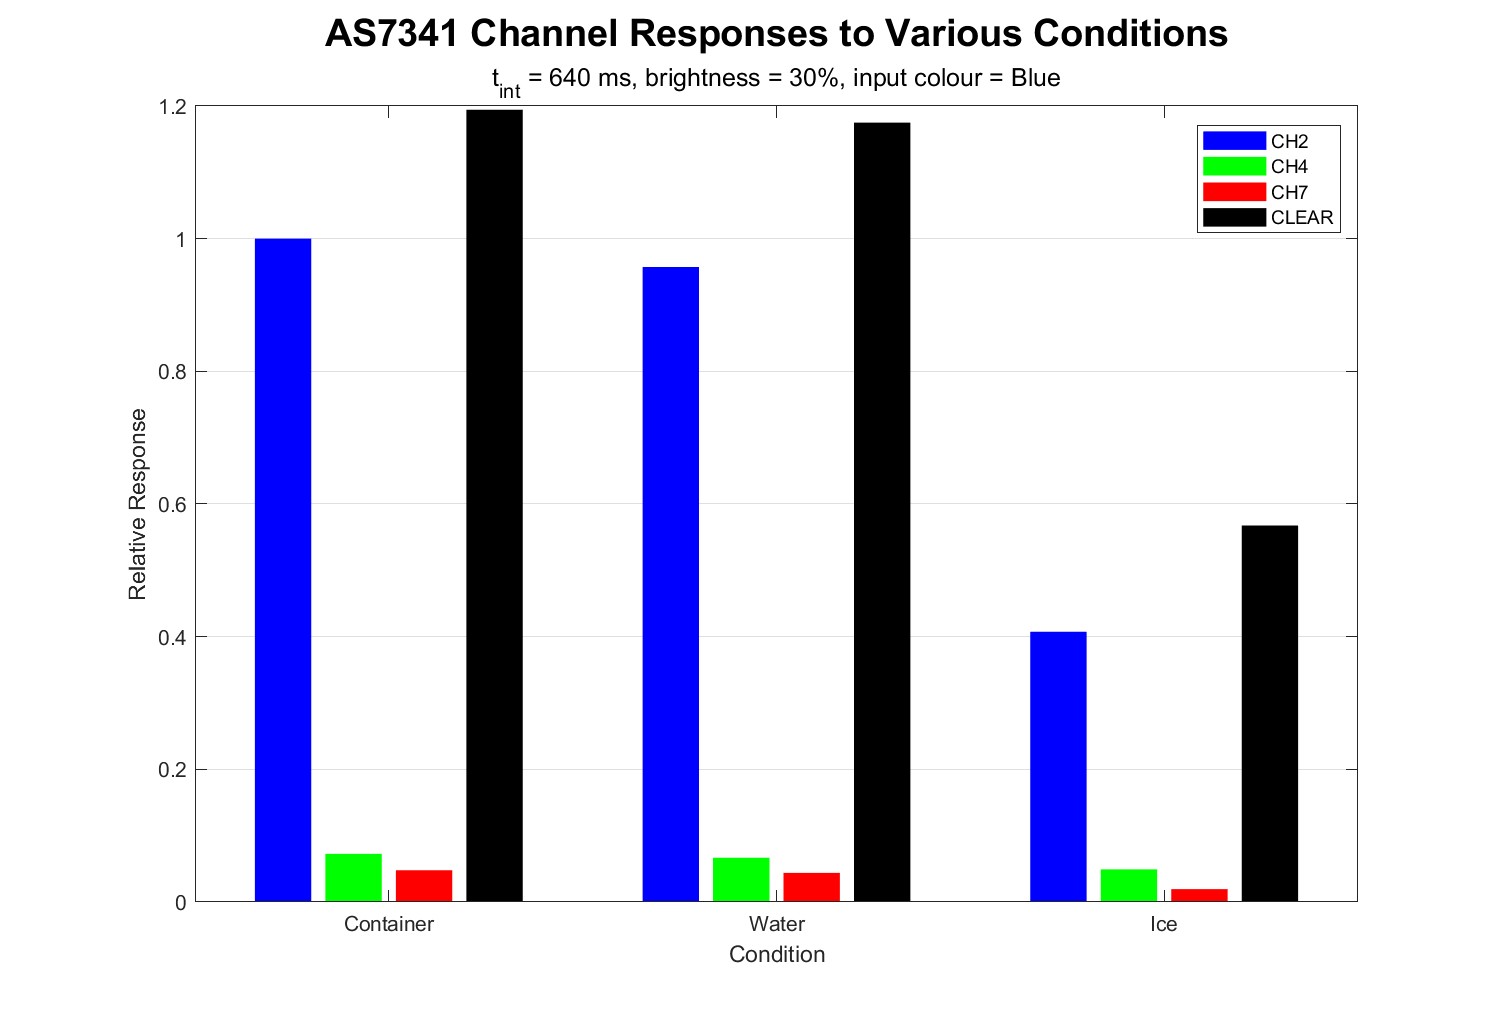 AS7341 Channel Responses to Various Conditions
t_int = 640 ms, brightness = 30%, input colour = Blue
1.2
1
0.8
0.6
0.4
0.2
0
Relative Response
CH2
CH4
CH7
CLEAR
Container Water Ice
Condition